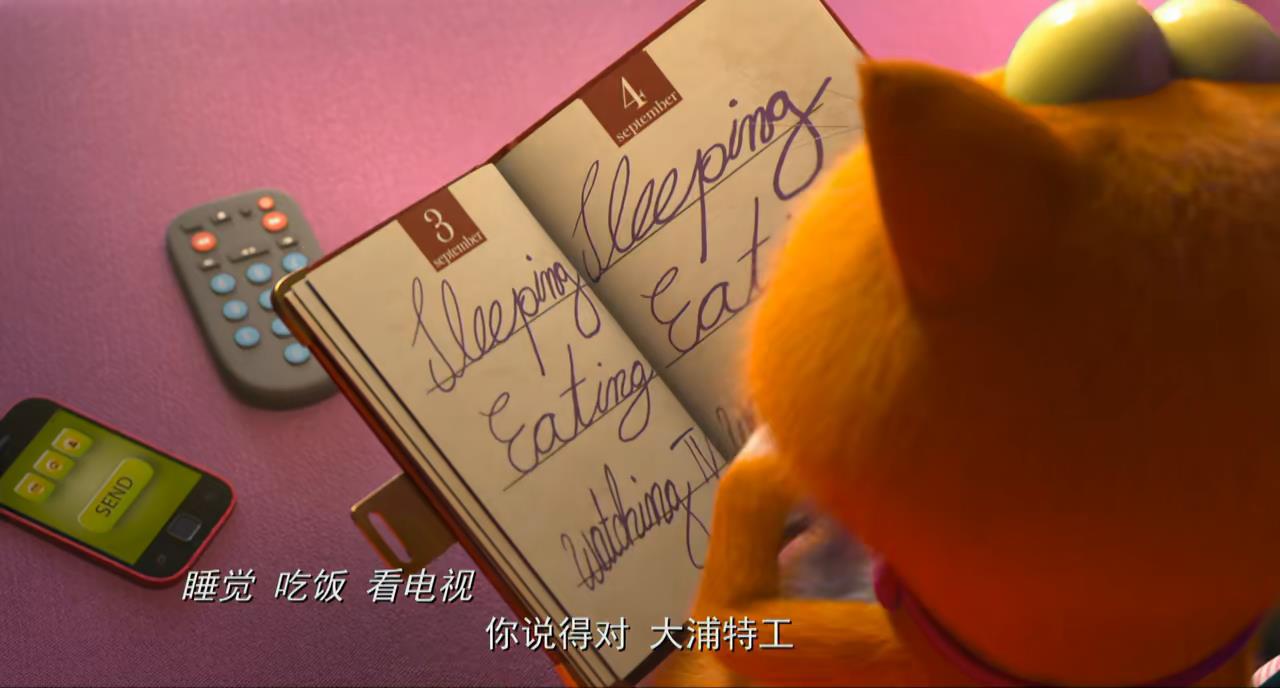 3
september
Sleeping
Eating
Watching TV
4
september
Sleeping
Eat
SEND
睡觉 吃饭 看电视
你说得对 大浦特工